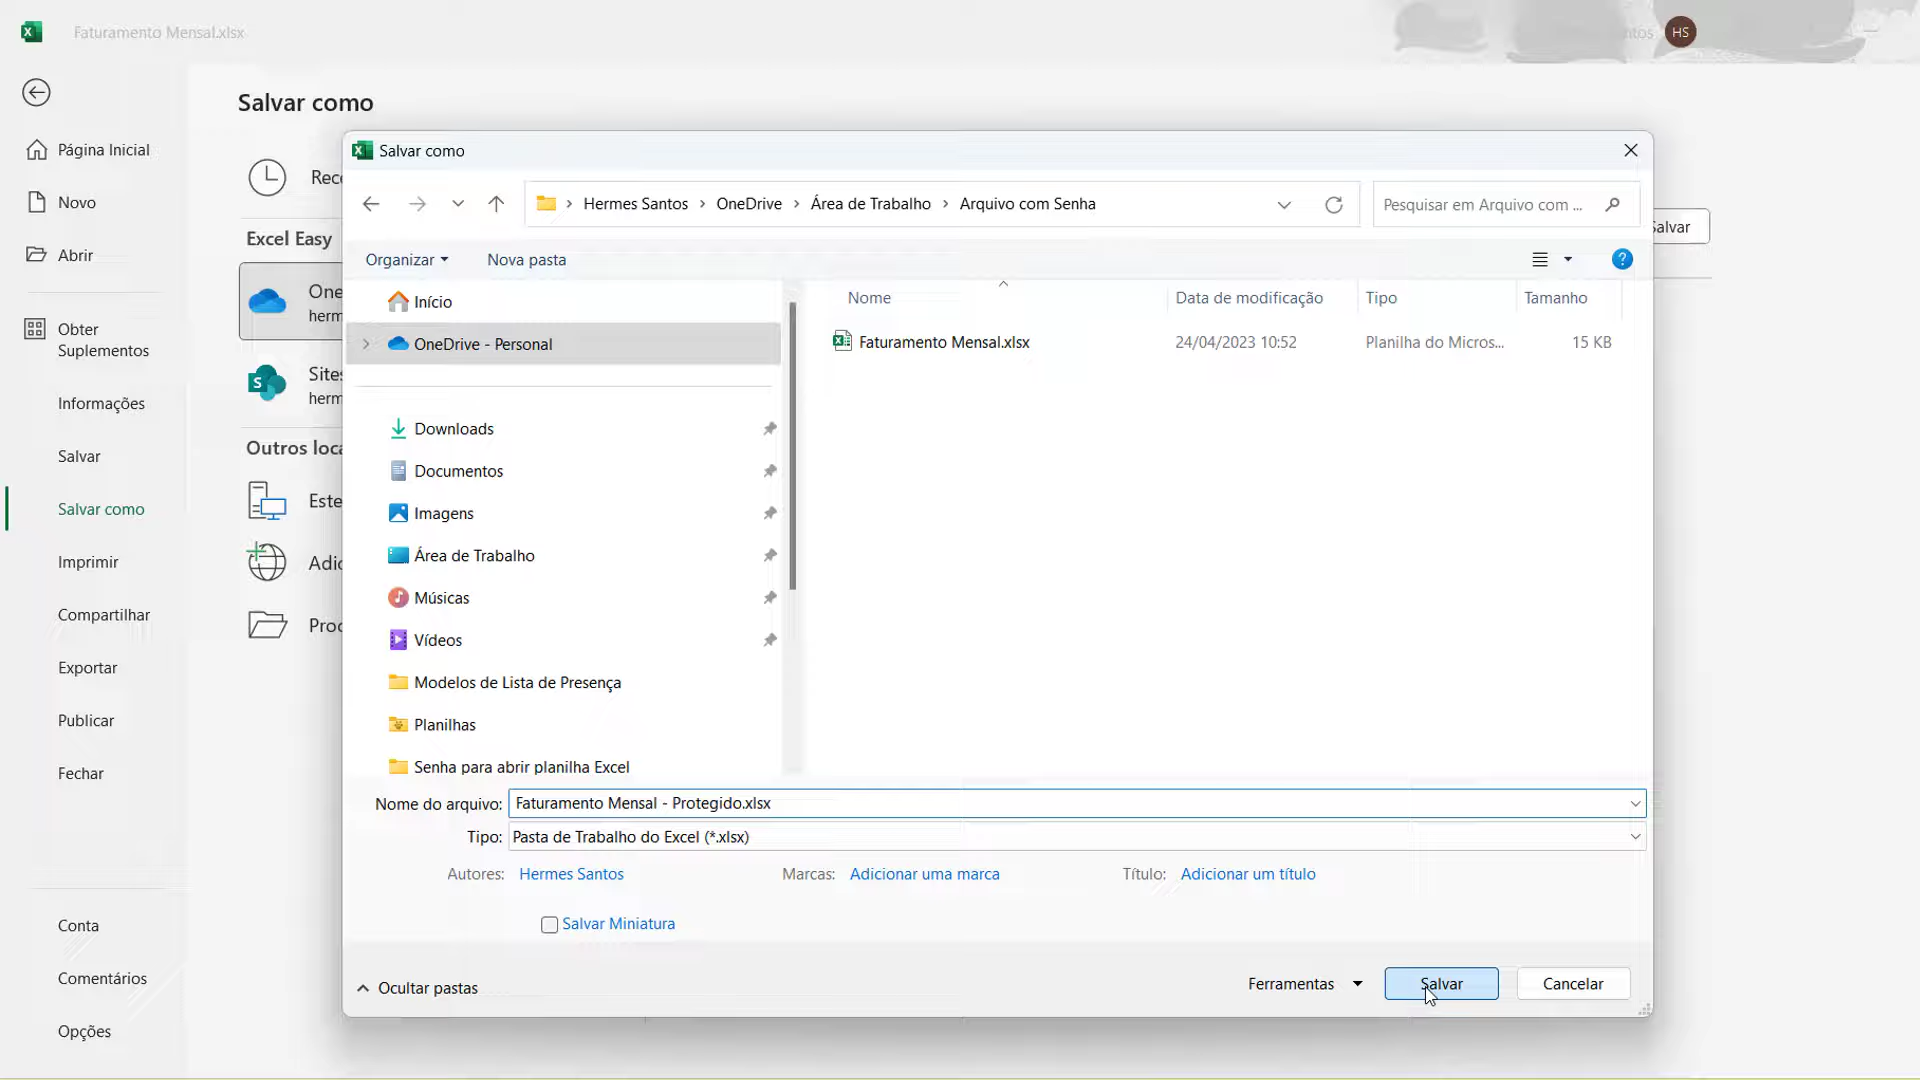 Faturamento Mensal.xlsx
HS
Salvar como
Página Inicial
Novo
Abrir
Obter
Suplementos
Informações
Salvar
Salvar como
Imprimir
Compartilhar
Exportar
Publicar
Fechar
Conta
Comentários
Opções
Excel Easy
Salvar como
Hermes Santos > OneDrive > Área de Trabalho > Arquivo com Senha
Pesquisar em Arquivo com ...
Organizar
Nova pasta
?
Início
OneDrive - Personal
Downloads
Documentos
Imagens
Área de Trabalho
Músicas
Vídeos
Modelos de Lista de Presença
Planilhas
Senha para abrir planilha Excel
Nome Data de modificação Tipo Tamanho
Faturamento Mensal.xlsx 24/04/2023 10:52 Planilha do Micros... 15 KB
Nome do arquivo: Faturamento Mensal - Protegido.xlsx
Tipo: Pasta de Trabalho do Excel (*.xlsx)
Autores: Hermes Santos Marcas: Adicionar uma marca Título: Adicionar um título
Salvar Miniatura
Ocultar pastas
Ferramentas
Salvar
Cancelar